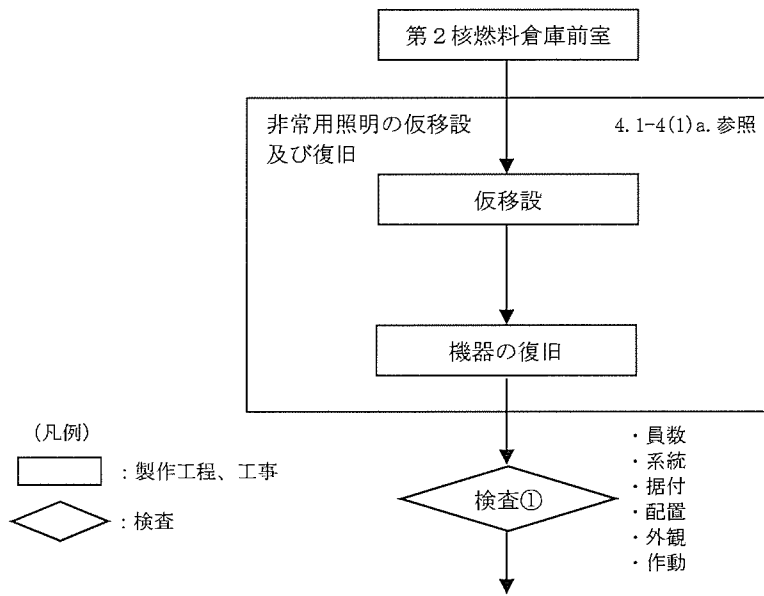 第2核燃料倉庫前室
非常用照明の仮移設
及び復旧
4.1-4(1)a.参照
仮移設
機器の復旧
検査①
・員数
・系統
・据付
・配置
・外観
・作動
(凡例)
：製作工程、工事
：検査